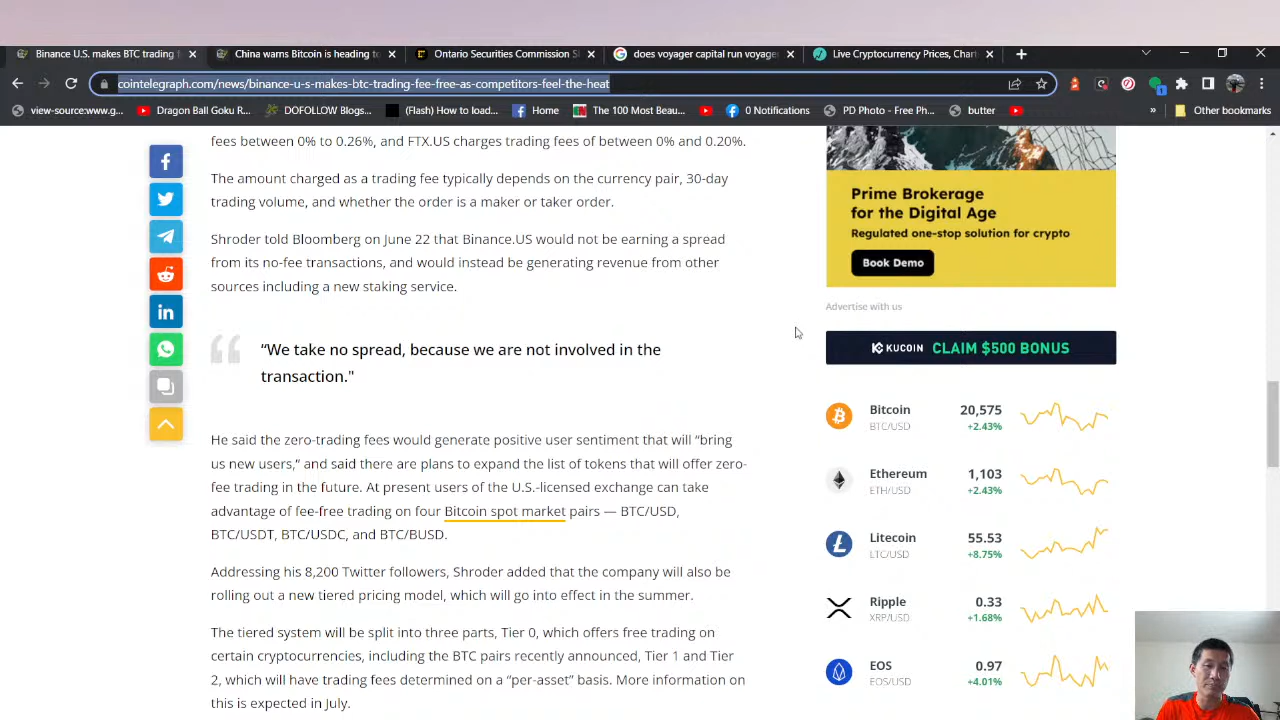 Binance U.S. makes BTC trading f
China warns Bitcoin is heading to
Ontario Securities Commission Sl
does voyager capital run voyager
Live Cryptocurrency Prices, Chart
cointelegraph.com/news/binance-u-s-makes-btc-trading-fee-free-as-competitors-feel-the-heat
view-source:www.g...
Dragon Ball Goku R...
DOFOLLOW Blogs...
(Flash) How to load...
Home
The 100 Most Beau...
0 Notifications
PD Photo - Free Ph...
butter
»
Other bookmarks
fees between 0% to 0.26%, and FTX.US charges trading fees of between 0% and 0.20%.
The amount charged as a trading fee typically depends on the currency pair, 30-day
trading volume, and whether the order is a maker or taker order.
Shroder told Bloomberg on June 22 that Binance.US would not be earning a spread
from its no-fee transactions, and would instead be generating revenue from other
sources including a new staking service.
“We take no spread, because we are not involved in the
transaction."
He said the zero-trading fees would generate positive user sentiment that will “bring
us new users,” and said there are plans to expand the list of tokens that will offer zero-
fee trading in the future. At present users of the U.S.-licensed exchange can take
advantage of fee-free trading on four Bitcoin spot market pairs — BTC/USD,
BTC/USDT, BTC/USDC, and BTC/BUSD.
Addressing his 8,200 Twitter followers, Shroder added that the company will also be
rolling out a new tiered pricing model, which will go into effect in the summer.
The tiered system will be split into three parts, Tier 0, which offers free trading on
certain cryptocurrencies, including the BTC pairs recently announced, Tier 1 and Tier
2, which will have trading fees determined on a “per-asset” basis. More information on
this is expected in July.
Prime Brokerage
for the Digital Age
Regulated one-stop solution for crypto
Book Demo
Advertise with us
KUCOIN CLAIM $500 BONUS
Bitcoin 20,575
BTC/USD +2.43%
Ethereum 1,103
ETH/USD +2.43%
Litecoin 55.53
LTC/USD +8.75%
Ripple 0.33
XRP/USD +1.68%
EOS 0.97
EOS/USD +4.01%